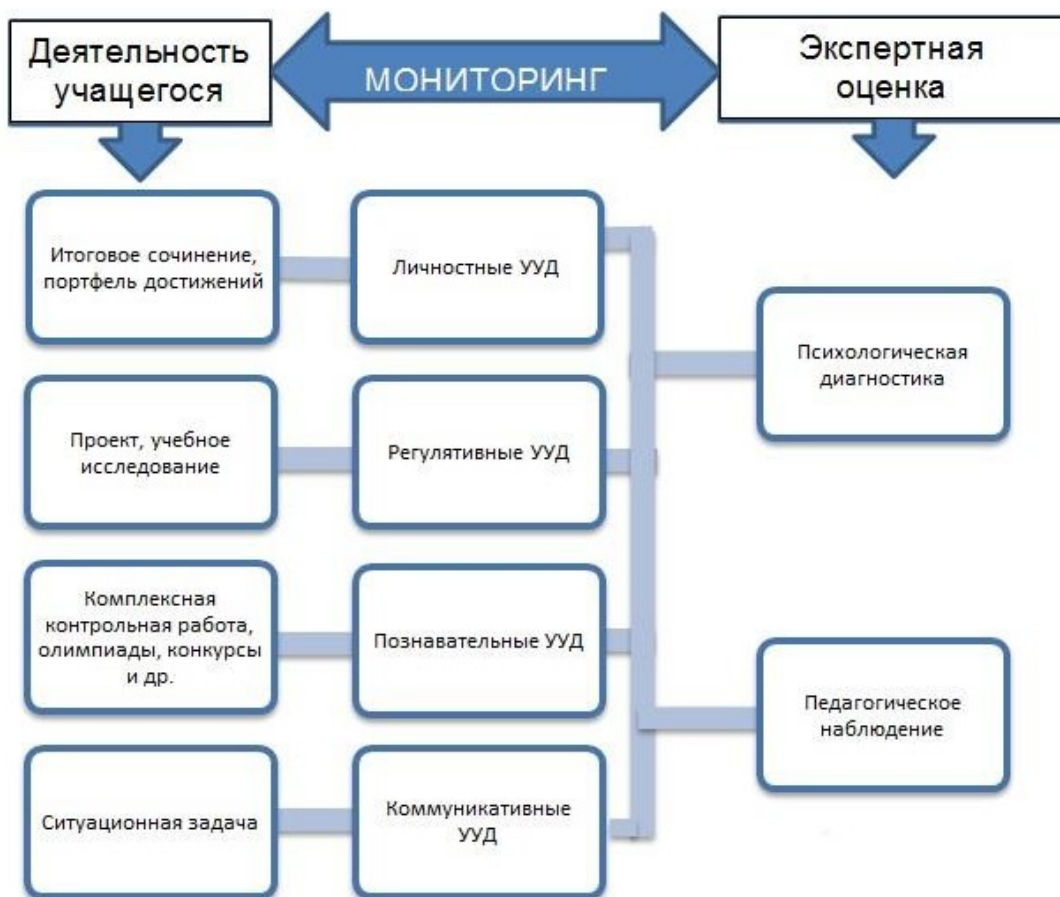 Деятельность
учащегося
МОНИТОРИНГ
Экспертная
оценка
Итоговое сочинение,
портфель достижений
Личностные УУД
Психологическая
диагностика
Проект, учебное
исследование
Регулятивные УУД
Комплексная
контрольная работа,
олимпиады, конкурсы
и др.
Познавательные УУД
Педагогическое
наблюдение
Ситуационная задача
Коммуникативные
УУД